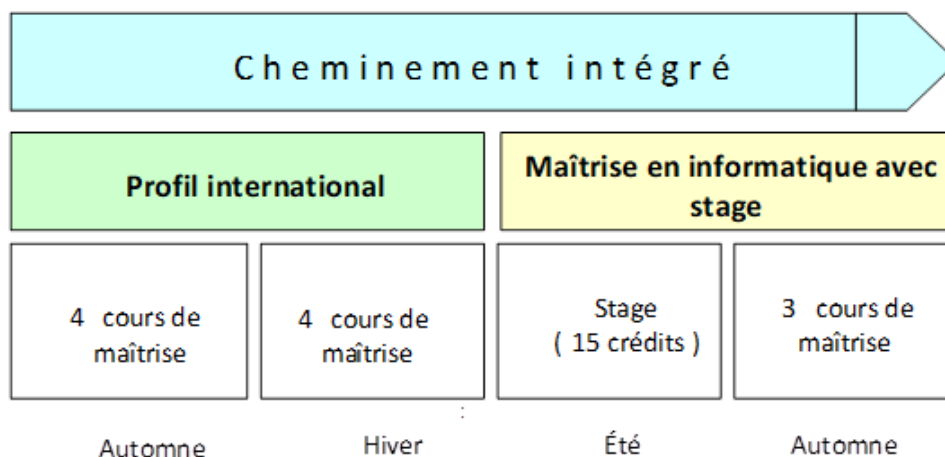 Cheminement intégré
Profil international
Maîtrise en informatique avec
stage
4 cours de
maîtrise
4 cours de
maîtrise
Stage
( 15 crédits )
3 cours de
maîtrise
:
Automne
Hiver
Été
Automne